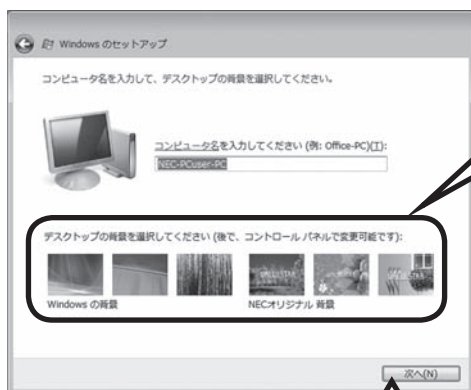 Windows のセットアップ
コンピュータ名を入力して、デスクトップの背景を選択してください。
コンピュータ名を入力してください (例: Office-PC)(T):
NEC-PCuser-PC
デスクトップの背景を選択してください (後で、コントロール パネルで変更可能です):
Windows の背景
NECオリジナル 背景
次へ(N)